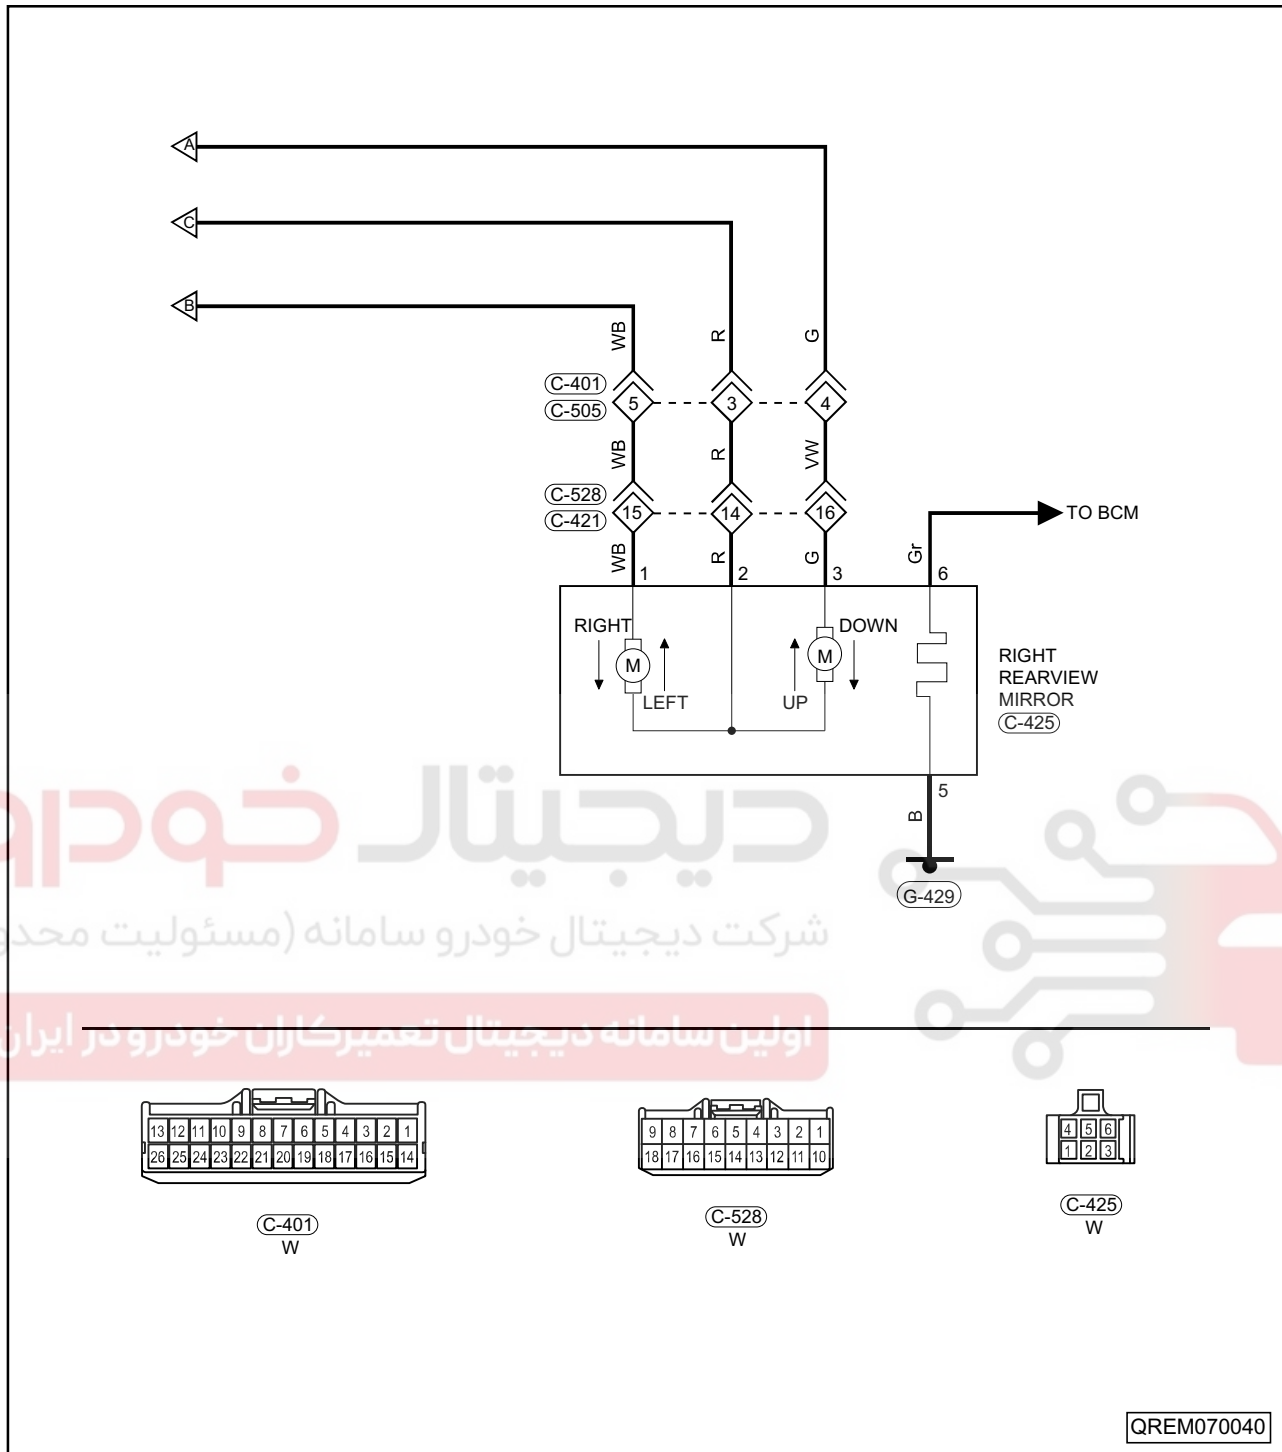 A
C
B
WB R G
C-401
C-505
5 3 4
WB R VW
C-528
C-421
15 14 16
TO BCM
WB R G Gr
1 2 3 6
RIGHT DOWN
M M
LEFT UP
RIGHT
REARVIEW
MIRROR
C-425
5
B
G-429
دیجیتال خودرو
شرکت دیجیتال خودرو سامانه (مسئولیت
اولین سامانه دیجیتال تعمیرکاران خودرو در ایران
13 12 11 10 9 8 7 6 5 4 3 2 1
26 25 24 23 22 21 20 19 18 17 16 15 14
C-401
W
9 8 7 6 5 4 3 2 1
18 17 16 15 14 13 12 11 10
C-528
W
4 5 6
1 2 3
C-425
W
QREM070040